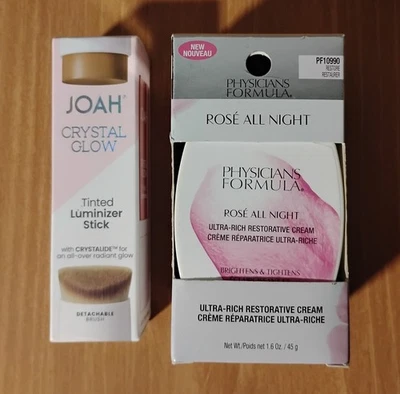 JOAH®
CRYSTAL
GLOW
Tinted
Luminizer
Stick
with CRYSTALIDE™ for
an all-over radiant glow
DETACHABLE
BRUSH
NEW
NOUVEAU
PF10990
RESTORE
RESTAURER
PHYSICIANS
FORMULA®
ROSÉ ALL NIGHT
PHYSICIANS
FORMULA®
ROSÉ ALL NIGHT
ULTRA-RICH RESTORATIVE CREAM
CRÈME RÉPARATRICE ULTRA-RICHE
BRIGHTENS & TIGHTENS
ULTRA-RICH RESTORATIVE CREAM
CRÈME RÉPARATRICE ULTRA-RICHE
Net Wt./Poids net 1.6 Oz. / 45 g